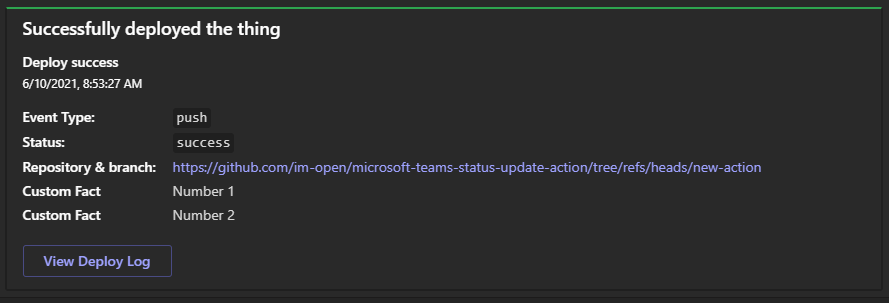 Successfully deployed the thing
Deploy success
6/10/2021, 8:53:27 AM
Event Type: push
Status: success
Repository & branch: https://github.com/im-open/microsoft-teams-status-update-action/tree/refs/heads/new-action
Custom Fact Number 1
Custom Fact Number 2
View Deploy Log